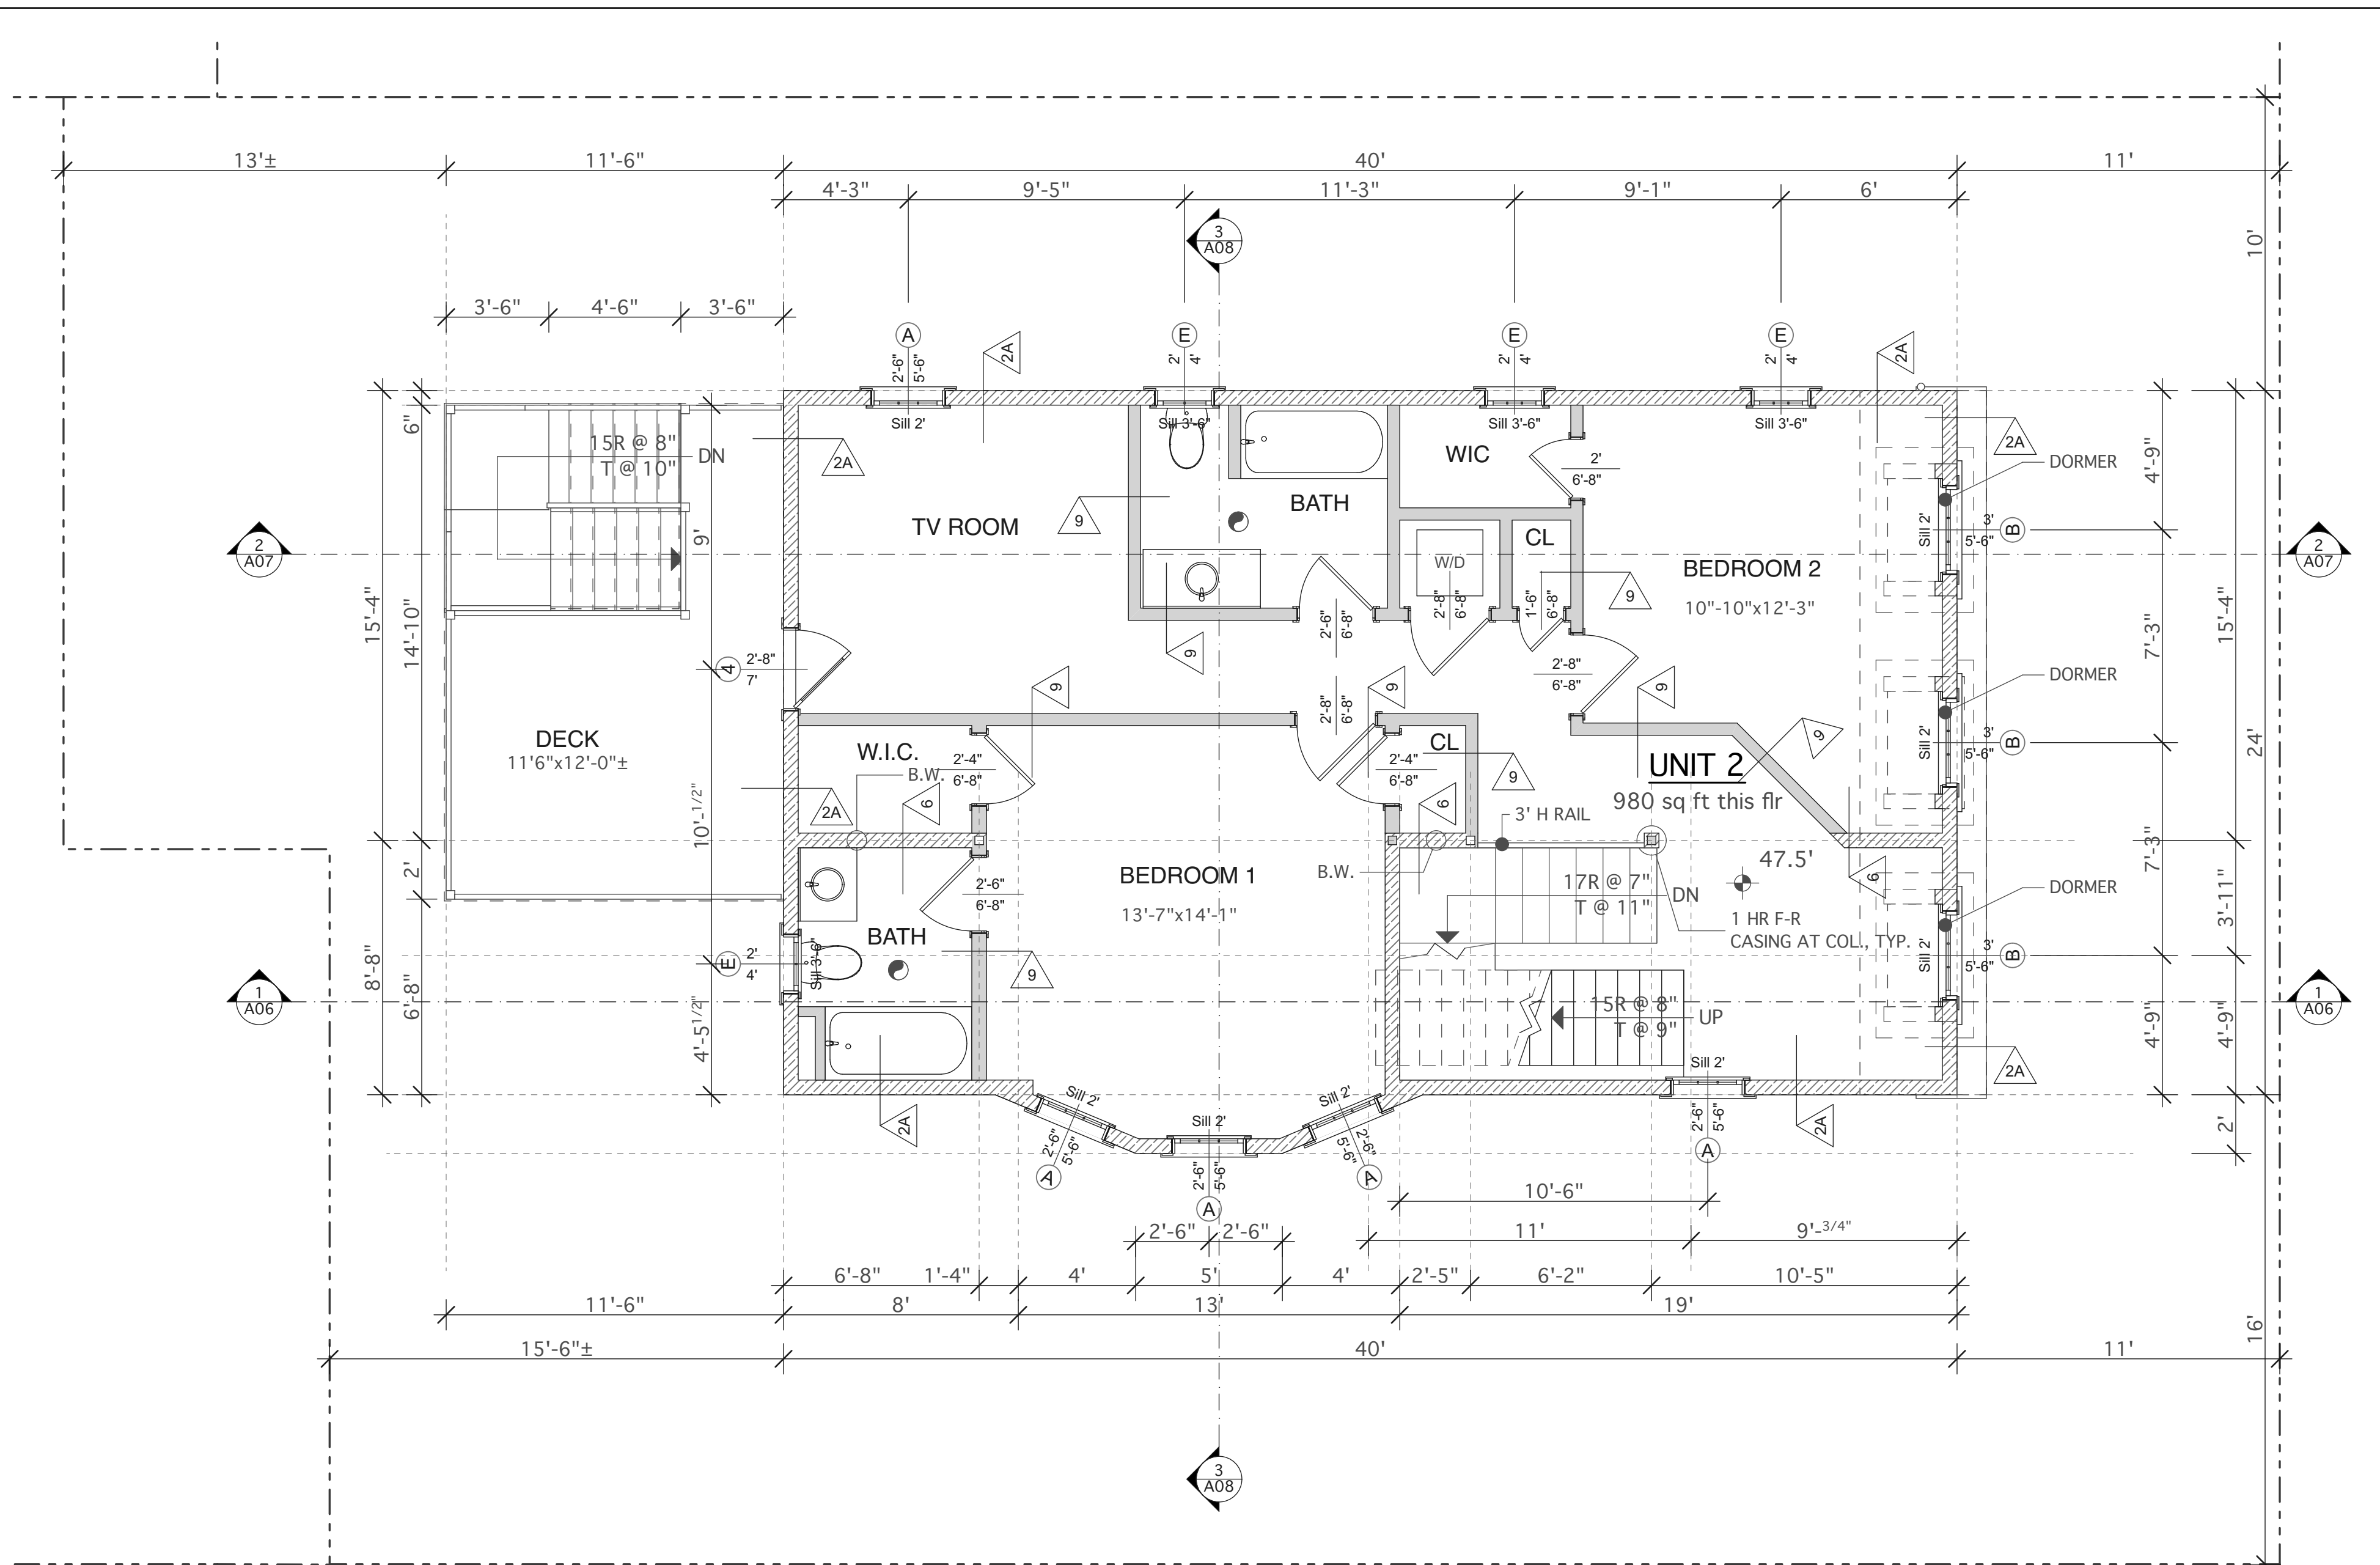 13'±
11'-6"
40'
11'
4'-3"
9'-5"
11'-3"
9'-1"
6'
10'
3
A08
3'-6"
4'-6"
3'-6"
A
E
E
E
2'-6"
5'-6"
2A
2'
4'
2'
4'
2'
4'
2A
Sill 2'
Sill 3'-6"
Sill 3'-6"
Sill 3'-6"
6"
15R @ 8"
T @ 10"
DN
2A
WIC
2'
6'-8"
2A
DORMER
4'-9"
BATH
9
TV ROOM
9'
CL
Sill 2'
3'
5'-6"
B
2
A07
2
A07
W/D
BEDROOM 2
10"-10"x12'-3"
9
2'-8"
6'-8"
1'-6"
6'-8"
15'-4"
14'-10"
2'-6"
6'-8"
7'-3"
15'-4"
9
4
2'-8"
7'
2'-8"
6'-8"
DORMER
9
9
9
2'-8"
6'-8"
DECK
11'6"x12'-0"±
W.I.C.
2'-4"
6'-8"
B.W.
CL
2'-4"
6'-8"
9
9
UNIT 2
980 sq ft this flr
Sill 2'
3'
5'-6"
B
24'
10'-1/2"
2A
6
6
3' H RAIL
7'-3"
2'
BEDROOM 1
13'-7"x14'-1"
B.W.
47.5'
6
2'-6"
6'-8"
17R @ 7"
T @ 11"
DN
DORMER
3'-11"
1 HR F-R
CASING AT COL., TYP.
BATH
E
2'
4'
Sill 3'-6"
9
Sill 2'
3'
5'-6"
B
8'-8"
6'-8"
1
A06
1
A06
15R @ 8"
T @ 9"
UP
4'-5 1/2"
4'-9"
4'-9"
Sill 2'
2A
2A
2A
Sill 2'
Sill 2'
Sill 2'
2'-6"
5'-6"
A
2'-6"
5'-6"
A
2'-6"
5'-6"
A
2'-6"
5'-6"
A
2'
10'-6"
2'-6"
2'-6"
11'
9'-3/4"
6'-8"
1'-4"
4'
5'
4'
2'-5"
6'-2"
10'-5"
11'-6"
8'
13'
19'
16'
15'-6"±
40'
11'
3
A08